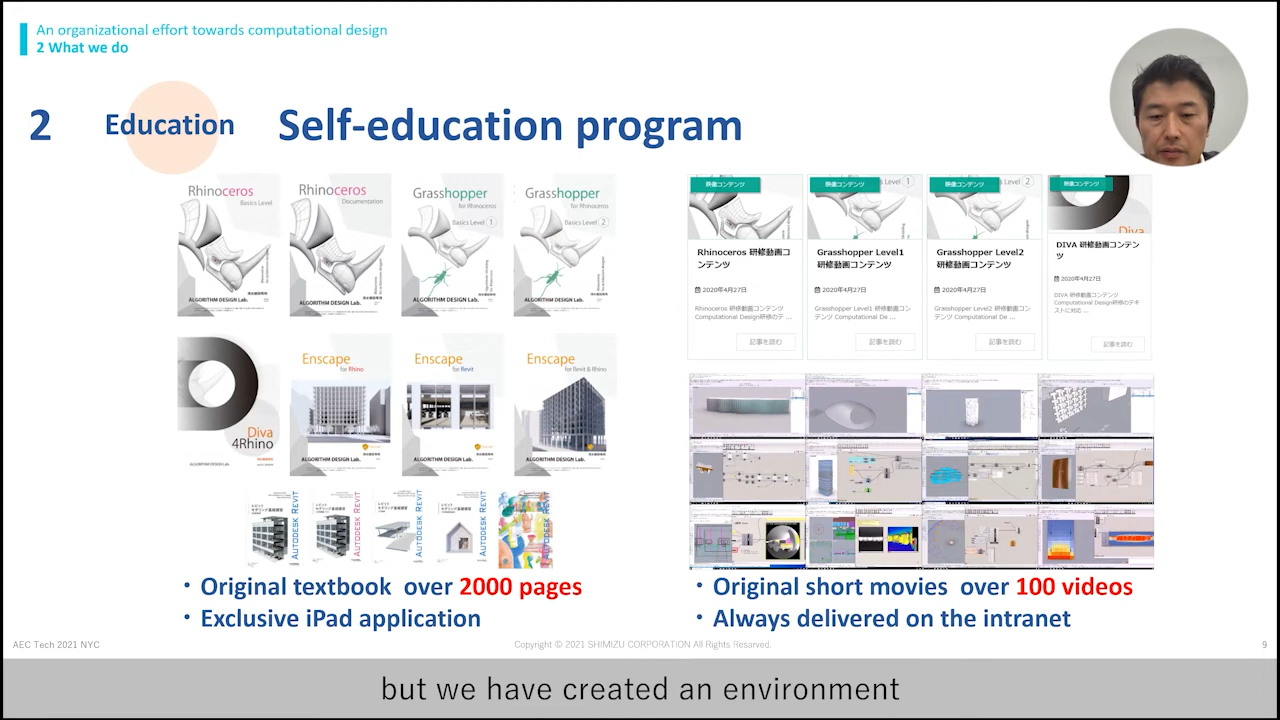 An organizational effort towards computational design
2 What we do
2
Education
Self-education program
Rhinoceros
Basics Level
ALGORITHM DESIGN Lab.
Rhinoceros
Documentation
ALGORITHM DESIGN Lab.
Grasshopper
for Rhinoceros
Basics Level 1
ALGORITHM DESIGN Lab.
Grasshopper
for Rhinoceros
Basics Level 2
ALGORITHM DESIGN Lab.
Diva
4Rhino
ALGORITHM DESIGN Lab.
Enscape
for Rhino
ALGORITHM DESIGN Lab.
Enscape
for Revit
ALGORITHM DESIGN Lab.
Enscape
for Revit & Rhino
ALGORITHM DESIGN Lab.
AUTODESK REVIT
AUTODESK REVIT
AUTODESK REVIT
AUTODESK REVIT
・Original textbook over 2000 pages
・Exclusive iPad application
映像コンテンツ
Rhinoceros 研修動画コ
ンテンツ
2020年4月27日
Rhinoceros 研修動画コンテンツ
Computational Design研修のテ ...
記事を読む
映像コンテンツ
s Level 1
Grasshopper Level1
研修動画コンテンツ
2020年4月27日
Grasshopper Level1 研修動画コン
テンツ Computational De ...
記事を読む
映像コンテンツ
s Level 2
Grasshopper Level2
研修動画コンテンツ
2020年4月27日
Grasshopper Level2 研修動画コン
テンツ Computational De ...
記事を読む
映像コンテンツ
Diva
DIVA 研修動画コンテン
ツ
2020年4月27日
DIVA 研修動画コンテンツ
Computational Design研修のテキ
ストに対応 ...
記事を読む
・Original short movies over 100 videos
・Always delivered on the intranet
AEC Tech 2021 NYC
Copyright © 2021 SHIMIZU CORPORATION All Rights Reserved.
9
but we have created an environment